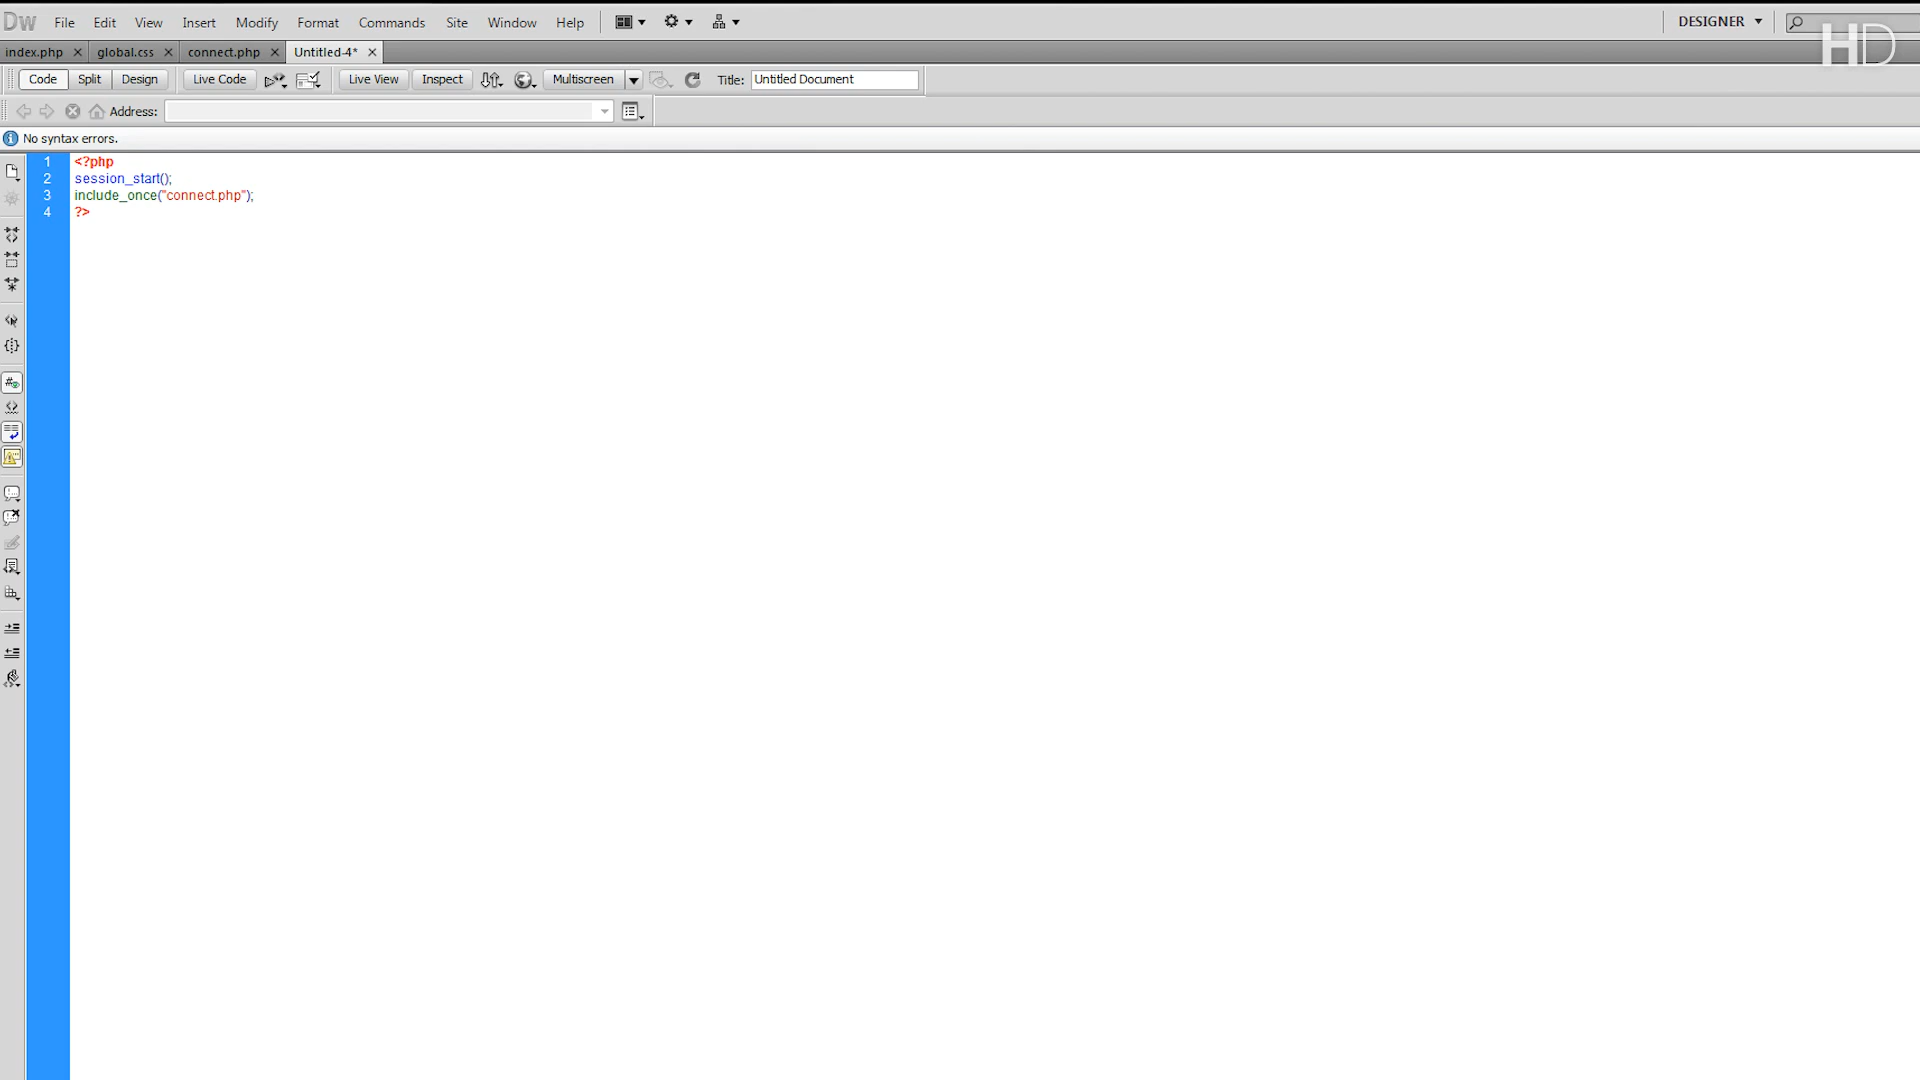 Dw File Edit View Insert Modify Format Commands Site Window Help DESIGNER
HD
index.php global.css connect.php Untitled-4*
Code Split Design Live Code Live View Inspect Multiscreen Title: Untitled Document
Address:
No syntax errors.
1 <?php
2 session_start();
3 include_once("connect.php");
4 ?>